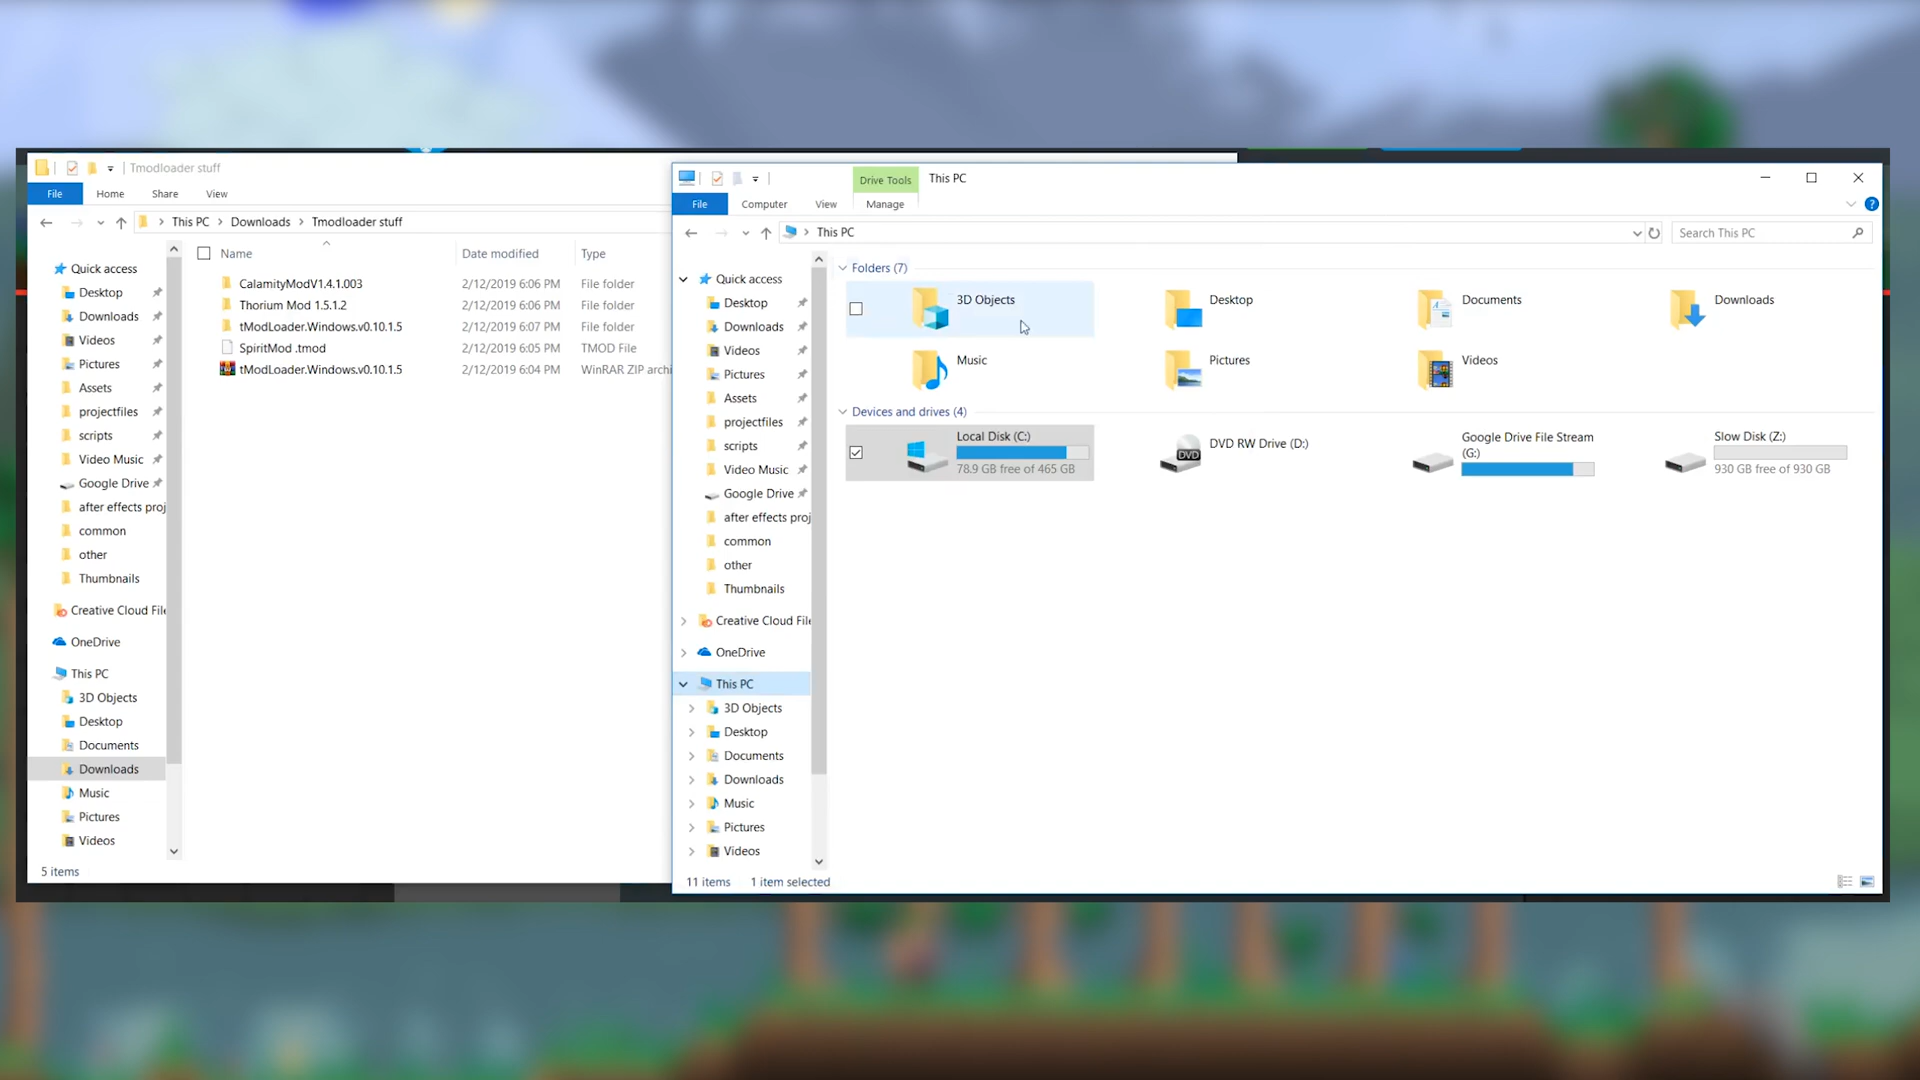 Tmodloader stuff
File Home Share View
This PC Downloads Tmodloader stuff
Name Date modified Type
CalamityModV1.4.1.003 2/12/2019 6:06 PM File folder
Thorium Mod 1.5.1.2 2/12/2019 6:06 PM File folder
tModLoader.Windows.v0.10.1.5 2/12/2019 6:07 PM File folder
SpiritMod .tmod 2/12/2019 6:05 PM TMOD File
tModLoader.Windows.v0.10.1.5 2/12/2019 6:04 PM WinRAR ZIP archi
Quick access
Desktop
Downloads
Videos
Pictures
Assets
projectfiles
scripts
Video Music
Google Drive
after effects proj
common
other
Thumbnails
Creative Cloud File
OneDrive
This PC
3D Objects
Desktop
Documents
Downloads
Music
Pictures
Videos
5 items
Drive Tools This PC
File Computer View Manage
This PC
Search This PC
Quick access
Desktop
Downloads
Videos
Pictures
Assets
projectfiles
scripts
Video Music
Google Drive
after effects proj
common
other
Thumbnails
Creative Cloud File
OneDrive
This PC
3D Objects
Desktop
Documents
Downloads
Music
Pictures
Videos
Folders (7)
3D Objects Desktop Documents Downloads
Music Pictures Videos
Devices and drives (4)
Local Disk (C:)
78.9 GB free of 465 GB
DVD RW Drive (D:)
DVD
Google Drive File Stream
(G:)
Slow Disk (Z:)
930 GB free of 930 GB
11 items 1 item selected